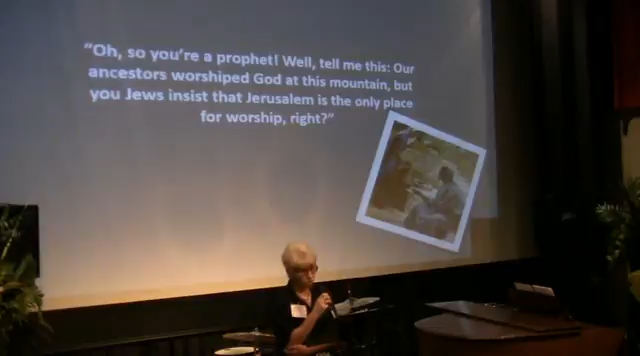 “Oh, so you’re a prophet! Well, tell me this: Our
ancestors worshiped God at this mountain, but
you Jews insist that Jerusalem is the only place
for worship, right?”